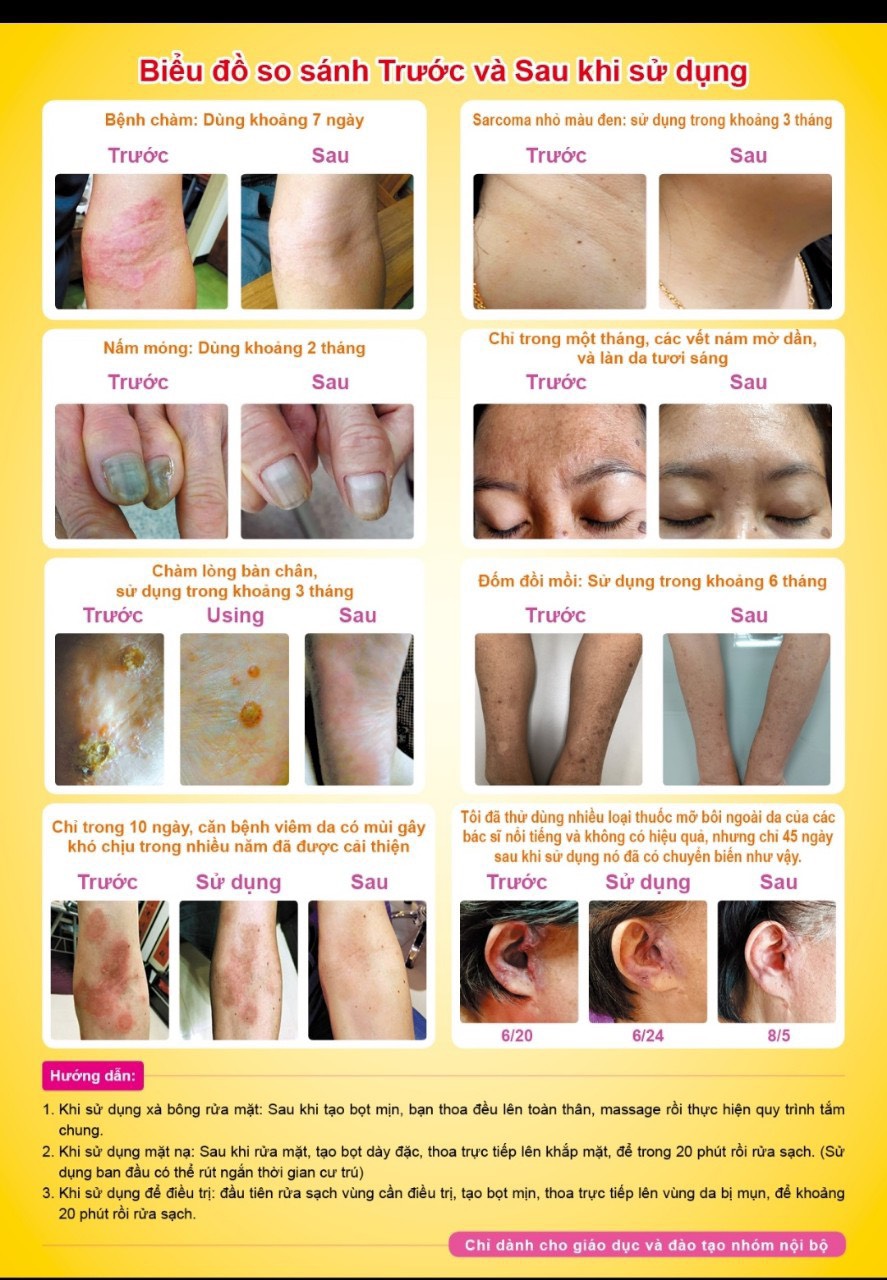 Biểu đồ so sánh Trước và Sau khi sử dụng
Bệnh chàm: Dùng khoảng 7 ngày
Trước
Sau
Sarcoma nhỏ màu đen: sử dụng trong khoảng 3 tháng
Trước
Sau
Nấm móng: Dùng khoảng 2 tháng
Trước
Sau
Chỉ trong một tháng, các vết nám mờ dần,
và làn da tươi sáng
Trước
Sau
Chàm lòng bàn chân,
sử dụng trong khoảng 3 tháng
Trước
Using
Sau
Đốm đồi mồi: Sử dụng trong khoảng 6 tháng
Trước
Sau
Chỉ trong 10 ngày, căn bệnh viêm da có mùi gây
khó chịu trong nhiều năm đã được cải thiện
Trước
Sử dụng
Sau
Tôi đã thử dùng nhiều loại thuốc mỡ bôi ngoài da của các
bác sĩ nổi tiếng và không có hiệu quả, nhưng chỉ 45 ngày
sau khi sử dụng nó đã có chuyển biến như vậy.
Trước
Sử dụng
Sau
6/20
6/24
8/5
Hướng dẫn:
1. Khi sử dụng xà bông rửa mặt: Sau khi tạo bọt mịn, bạn thoa đều lên toàn thân, massage rồi thực hiện quy trình tắm
chung.
2. Khi sử dụng mặt nạ: Sau khi rửa mặt, tạo bọt dày đặc, thoa trực tiếp lên khắp mặt, để trong 20 phút rồi rửa sạch. (Sử
dụng ban đầu có thể rút ngắn thời gian cư trú)
3. Khi sử dụng để điều trị: đầu tiên rửa sạch vùng cần điều trị, tạo bọt mịn, thoa trực tiếp lên vùng da bị mụn, để khoảng
20 phút rồi rửa sạch.
Chỉ dành cho giáo dục và đào tạo nhóm nội bộ